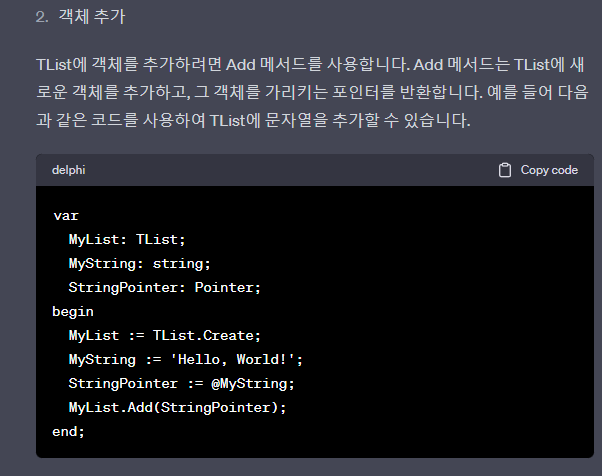 2. 객체 추가
TList에 객체를 추가하려면 Add 메서드를 사용합니다. Add 메서드는 TList에 새
로운 객체를 추가하고, 그 객체를 가리키는 포인터를 반환합니다. 예를 들어 다음
과 같은 코드를 사용하여 TList에 문자열을 추가할 수 있습니다.
delphi Copy code
var
  MyList: TList;
  MyString: string;
  StringPointer: Pointer;
begin
  MyList := TList.Create;
  MyString := 'Hello, World!';
  StringPointer := @MyString;
  MyList.Add(StringPointer);
end;